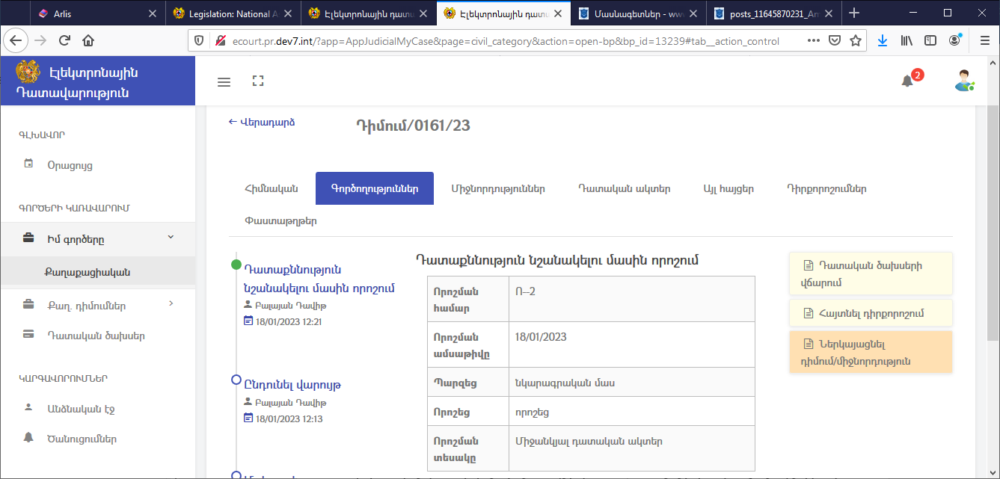 Arlis
Legislation: National A
Էլեկտրոնային դատա
Էլեկտրոնային դատա
Մասնագետներ - ww
posts_11645870231_An
ecourt.pr.dev7.int/?app=AppJudicialMyCase&page=civil_category&action=open-bp&bp_id=13239#tab__action_control
Էլեկտրոնային
Դատավարություն
2
ԳԼԽԱՎՈՐ
Օրացույց
ԳՈՐԾԵՐԻ ԿԱՌԱՎԱՐՈՒՄ
Իմ գործերը
Քաղաքացիական
Քաղ. դիմումներ
Դատական ծախսեր
ԿԱՐԳԱՎՈՐՈՒՄՆԵՐ
Անձնական էջ
Ծանուցումներ
← Վերադարձ
Դիմում/0161/23
Հիմնական
Գործողություններ
Միջնորդություններ
Դատական ակտեր
Այլ հայցեր
Դիրքորոշումներ
Փաստաթղթեր
Դատաքննություն
նշանակելու մասին որոշում
Բալայան Դավիթ
18/01/2023 12:21
Ընդունել վարույթ
Բալայան Դավիթ
18/01/2023 12:13
Դատաքննություն նշանակելու մասին որոշում
Որոշման
համար
Ո--2
Որոշման
ամսաթիվը
18/01/2023
Պարզեց
նկարագրական մաս
Որոշեց
որոշեց
Որոշման
տեսակը
Միջանկյալ դատական ակտեր
Դատական ծախսերի
վճարում
Հայտնել դիրքորոշում
Ներկայացնել
դիմում/միջնորդություն